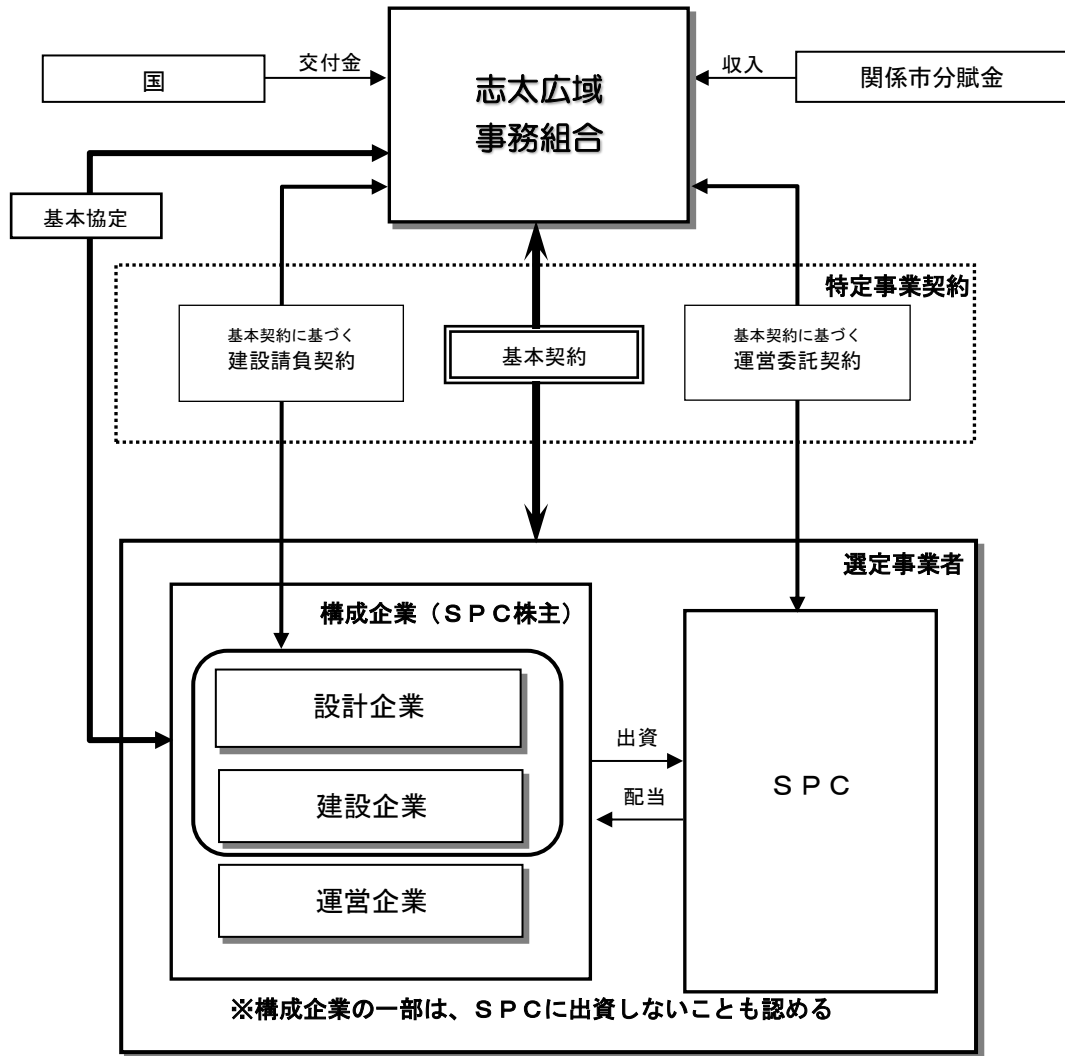 国
交付金
志太広域
事務組合
収入
関係市分賦金
基本協定
特定事業契約
基本契約に基づく
建設請負契約
基本契約
基本契約に基づく
運営委託契約
選定事業者
構成企業（ＳＰＣ株主）
設計企業
建設企業
運営企業
出資
配当
ＳＰＣ
※構成企業の一部は、ＳＰＣに出資しないことも認める